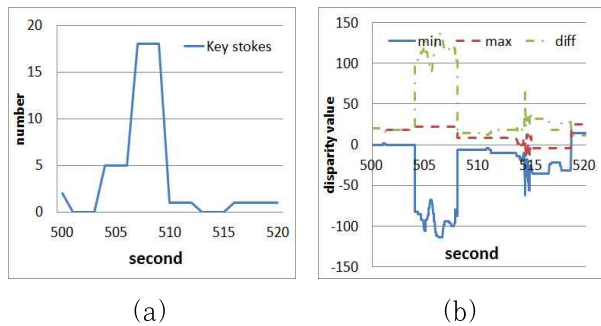 20
15
10
5
0
number
Key stokes
500 505 510 515 520
second
(a)
150
100
50
0
-50
-100
-150
disparity value
min max diff
500 505 510 515 520
second
(b)